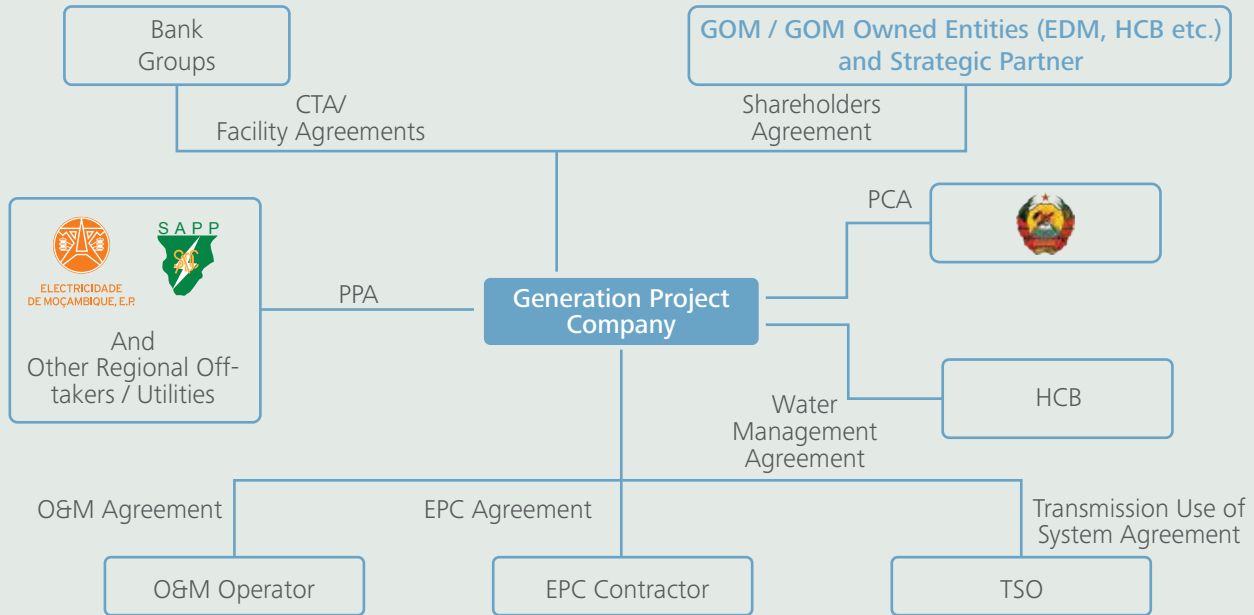 Bank
Groups
GOM / GOM Owned Entities (EDM, HCB etc.)
and Strategic Partner
CTA/
Facility Agreements
Shareholders
Agreement
PCA
SAPP
ELECTRICIDADE
DE MOÇAMBIQUE, E.P.
And
Other Regional Off-
takers / Utilities
PPA
Generation Project
Company
HCB
Water
Management
Agreement
O&M Agreement
EPC Agreement
Transmission Use of
System Agreement
O&M Operator
EPC Contractor
TSO